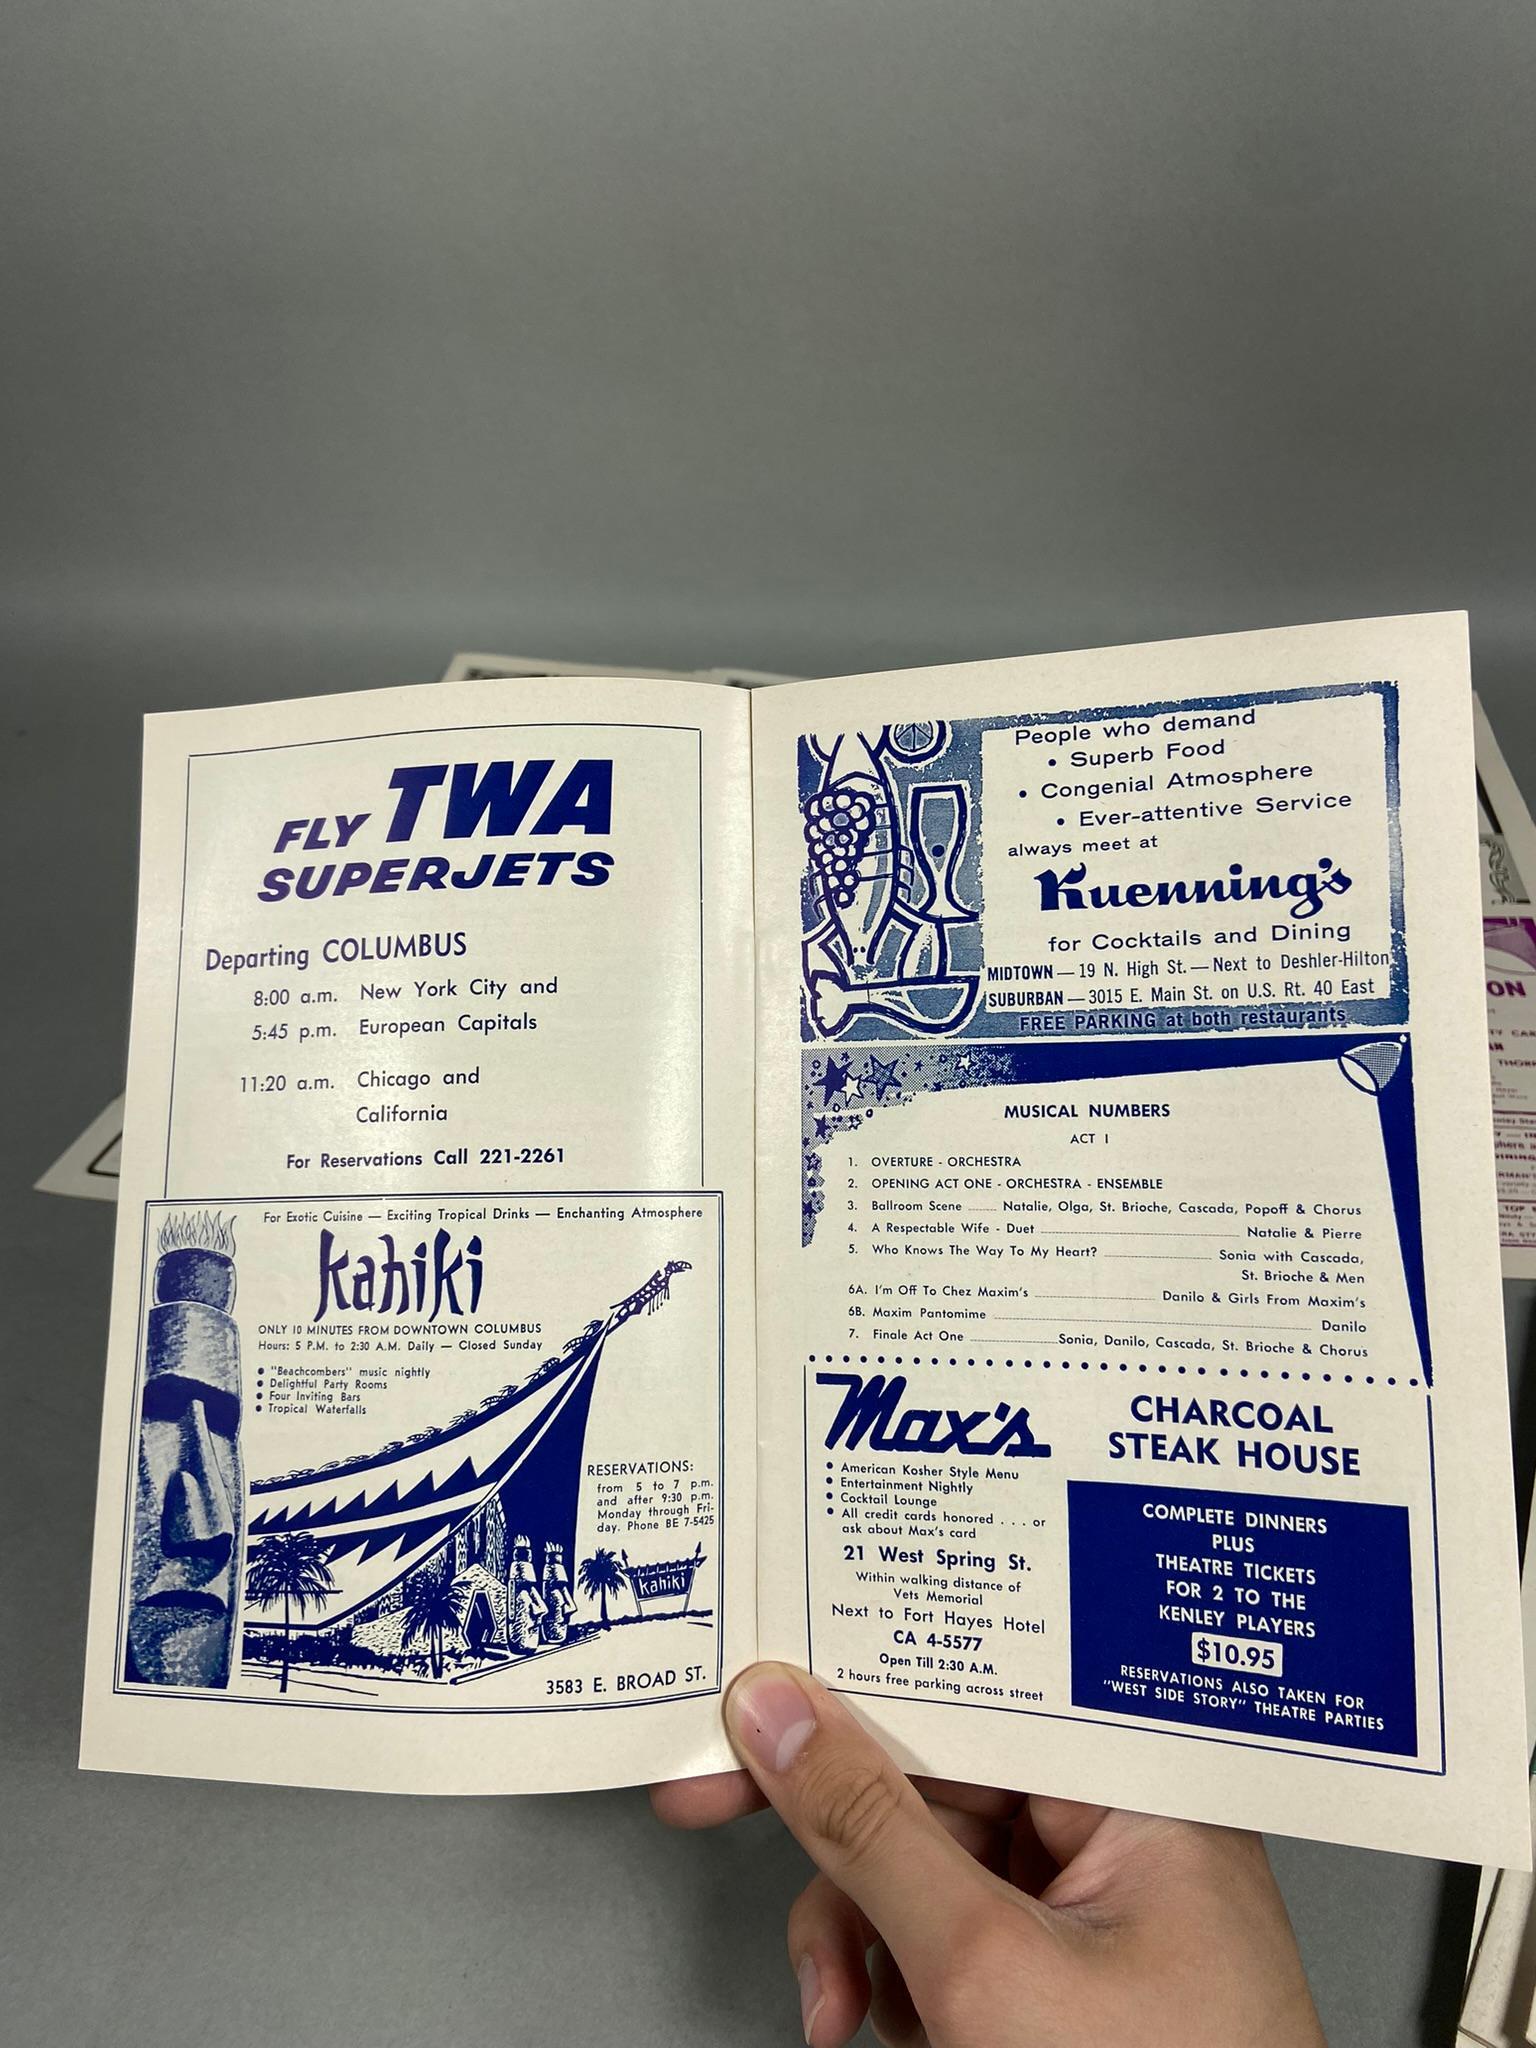 FLY TWA
SUPERJETS
Departing COLUMBUS
8:00 a.m. New York City and
5:45 p.m. European Capitals
11:20 a.m. Chicago and
California
For Reservations Call 221-2261
For Exotic Cuisine — Exciting Tropical Drinks — Enchanting Atmosphere
kahiki
ONLY 10 MINUTES FROM DOWNTOWN COLUMBUS
Hours: 5 P.M. to 2:30 A.M. Daily — Closed Sunday
• "Beachcombers" music nightly
• Delightful Party Rooms
• Four Inviting Bars
• Tropical Waterfalls
RESERVATIONS:
from 5 to 7 p.m.
and after 9:30 p.m.
Monday through Fri-
day. Phone BE 7-5425
kahiki
3583 E. BROAD ST.
People who demand
• Superb Food
• Congenial Atmosphere
• Ever-attentive Service
always meet at
Kuenning's
for Cocktails and Dining
MIDTOWN — 19 N. High St. — Next to Deshler-Hilton
SUBURBAN — 3015 E. Main St. on U.S. Rt. 40 East
FREE PARKING at both restaurants
MUSICAL NUMBERS
ACT I
1. OVERTURE - ORCHESTRA
2. OPENING ACT ONE - ORCHESTRA - ENSEMBLE
3. Ballroom Scene Natalie, Olga, St. Brioche, Cascada, Popoff & Chorus
4. A Respectable Wife - Duet Natalie & Pierre
5. Who Knows The Way To My Heart? Sonia with Cascada,
St. Brioche & Men
6A. I'm Off To Chez Maxim's Danilo & Girls From Maxim's
6B. Maxim Pantomime Danilo
7. Finale Act One Sonia, Danilo, Cascada, St. Brioche & Chorus
Max's
• American Kosher Style Menu
• Entertainment Nightly
• Cocktail Lounge
• All credit cards honored . . . or
ask about Max's card
21 West Spring St.
Within walking distance of
Vets Memorial
Next to Fort Hayes Hotel
CA 4-5577
Open Till 2:30 A.M.
2 hours free parking across street
CHARCOAL
STEAK HOUSE
COMPLETE DINNERS
PLUS
THEATRE TICKETS
FOR 2 TO THE
KENLEY PLAYERS
$10.95
RESERVATIONS ALSO TAKEN FOR
"WEST SIDE STORY" THEATRE PARTIES